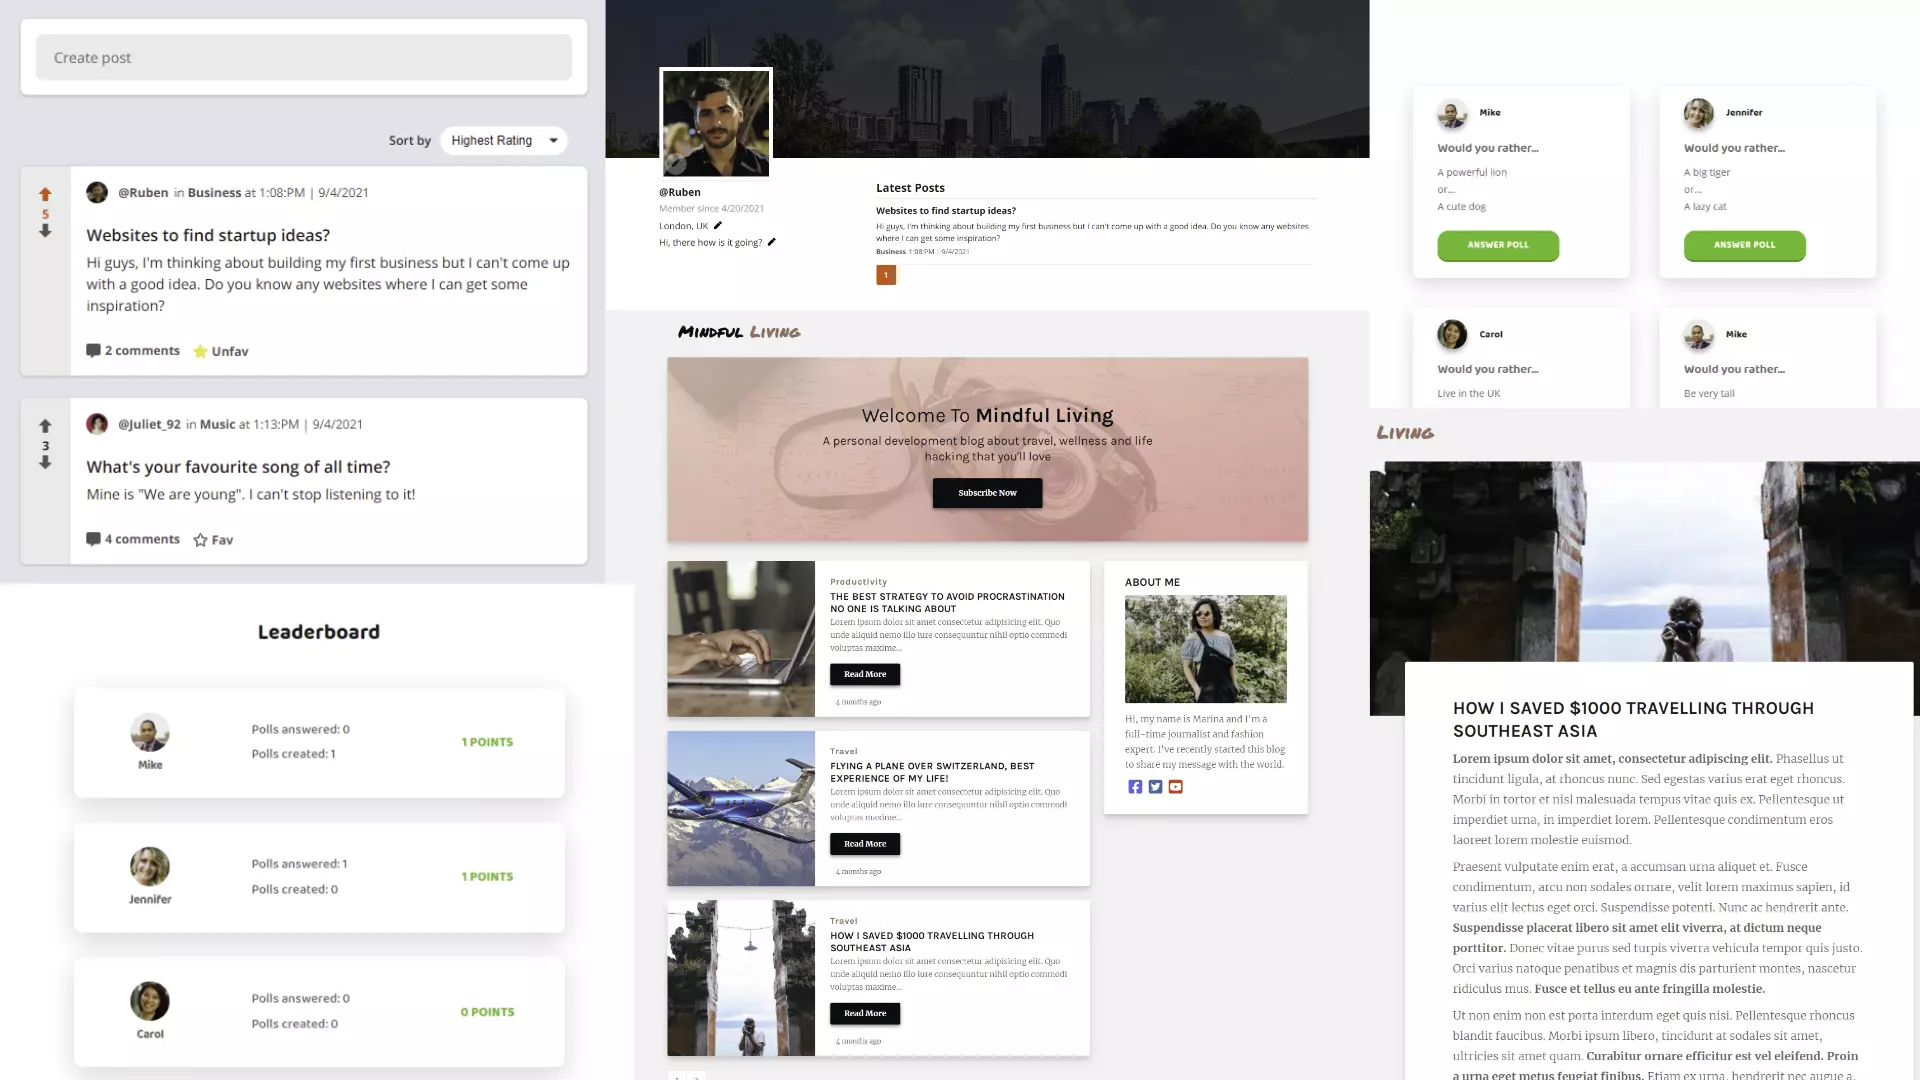 Create post
Sort by Highest Rating
5
@Ruben in Business at 1:08:PM | 9/4/2021
Websites to find startup ideas?
Hi guys, I'm thinking about building my first business but I can't come up
with a good idea. Do you know any websites where I can get some
inspiration?
2 comments Unfav
3
@Juliet_92 in Music at 1:13:PM | 9/4/2021
What's your favourite song of all time?
Mine is "We are young". I can't stop listening to it!
4 comments Fav
Leaderboard
Mike
Polls answered: 0
Polls created: 1
1 POINTS
Jennifer
Polls answered: 1
Polls created: 0
1 POINTS
Carol
Polls answered: 0
Polls created: 0
0 POINTS
@Ruben
Member since 4/20/2021
London, UK
Hi, there how is it going?
Latest Posts
Websites to find startup ideas?
Hi guys, I'm thinking about building my first business but I can't come up with a good idea. Do you know any websites
where I can get some inspiration?
Business 1:08:PM | 9/4/2021
1
Mindful Living
Welcome To Mindful Living
A personal development blog about travel, wellness and life
hacking that you'll love
Subscribe Now
Productivity
THE BEST STRATEGY TO AVOID PROCRASTINATION
NO ONE IS TALKING ABOUT
Lorem ipsum dolor sit amet consectetur adipisicing elit. Quo
unde aliquid nemo illo iure consequuntur nihil optio commodi
voluptas maxime...
Read More
4 months ago
Travel
FLYING A PLANE OVER SWITZERLAND, BEST
EXPERIENCE OF MY LIFE!
Lorem ipsum dolor sit amet consectetur adipisicing elit. Quo
unde aliquid nemo illo iure consequuntur nihil optio commodi
voluptas maxime...
Read More
4 months ago
Travel
HOW I SAVED $1000 TRAVELLING THROUGH
SOUTHEAST ASIA
Lorem ipsum dolor sit amet consectetur adipisicing elit. Quo
unde aliquid nemo illo iure consequuntur nihil optio commodi
voluptas maxime...
Read More
4 months ago
ABOUT ME
Hi, my name is Marina and I'm a
full-time journalist and fashion
expert. I've recently started this blog
to share my message with the world.
Mike
Would you rather...
A powerful lion
or...
A cute dog
ANSWER POLL
Jennifer
Would you rather...
A big tiger
or...
A lazy cat
ANSWER POLL
Carol
Would you rather...
Live in the UK
Mike
Would you rather...
Be very tall
Living
HOW I SAVED $1000 TRAVELLING THROUGH
SOUTHEAST ASIA
Lorem ipsum dolor sit amet, consectetur adipiscing elit. Phasellus ut
tincidunt ligula, at rhoncus nunc. Sed egestas varius erat eget rhoncus.
Morbi in tortor et nisl malesuada tempus vitae quis ex. Pellentesque ut
imperdiet urna, in imperdiet lorem. Pellentesque condimentum eros
laoreet lorem molestie euismod.
Praesent vulputate enim erat, a accumsan urna aliquet et. Fusce
condimentum, arcu non sodales ornare, velit lorem maximus sapien, id
varius elit lectus eget orci. Suspendisse potenti. Nunc ac hendrerit ante.
Suspendisse placerat libero sit amet elit viverra, at dictum neque
porttitor. Donec vitae purus sed turpis viverra vehicula tempor quis justo.
Orci varius natoque penatibus et magnis dis parturient montes, nascetur
ridiculus mus. Fusce et tellus eu ante fringilla molestie.
Ut non enim non est porta interdum eget quis nisi. Pellentesque rhoncus
blandit faucibus. Morbi ipsum libero, tincidunt at sodales sit amet,
ultricies sit amet quam. Curabitur ornare efficitur est vel eleifend. Proin
a urna eget metus feugiat finibus. Etiam ex urna, hendrerit nec augue a,